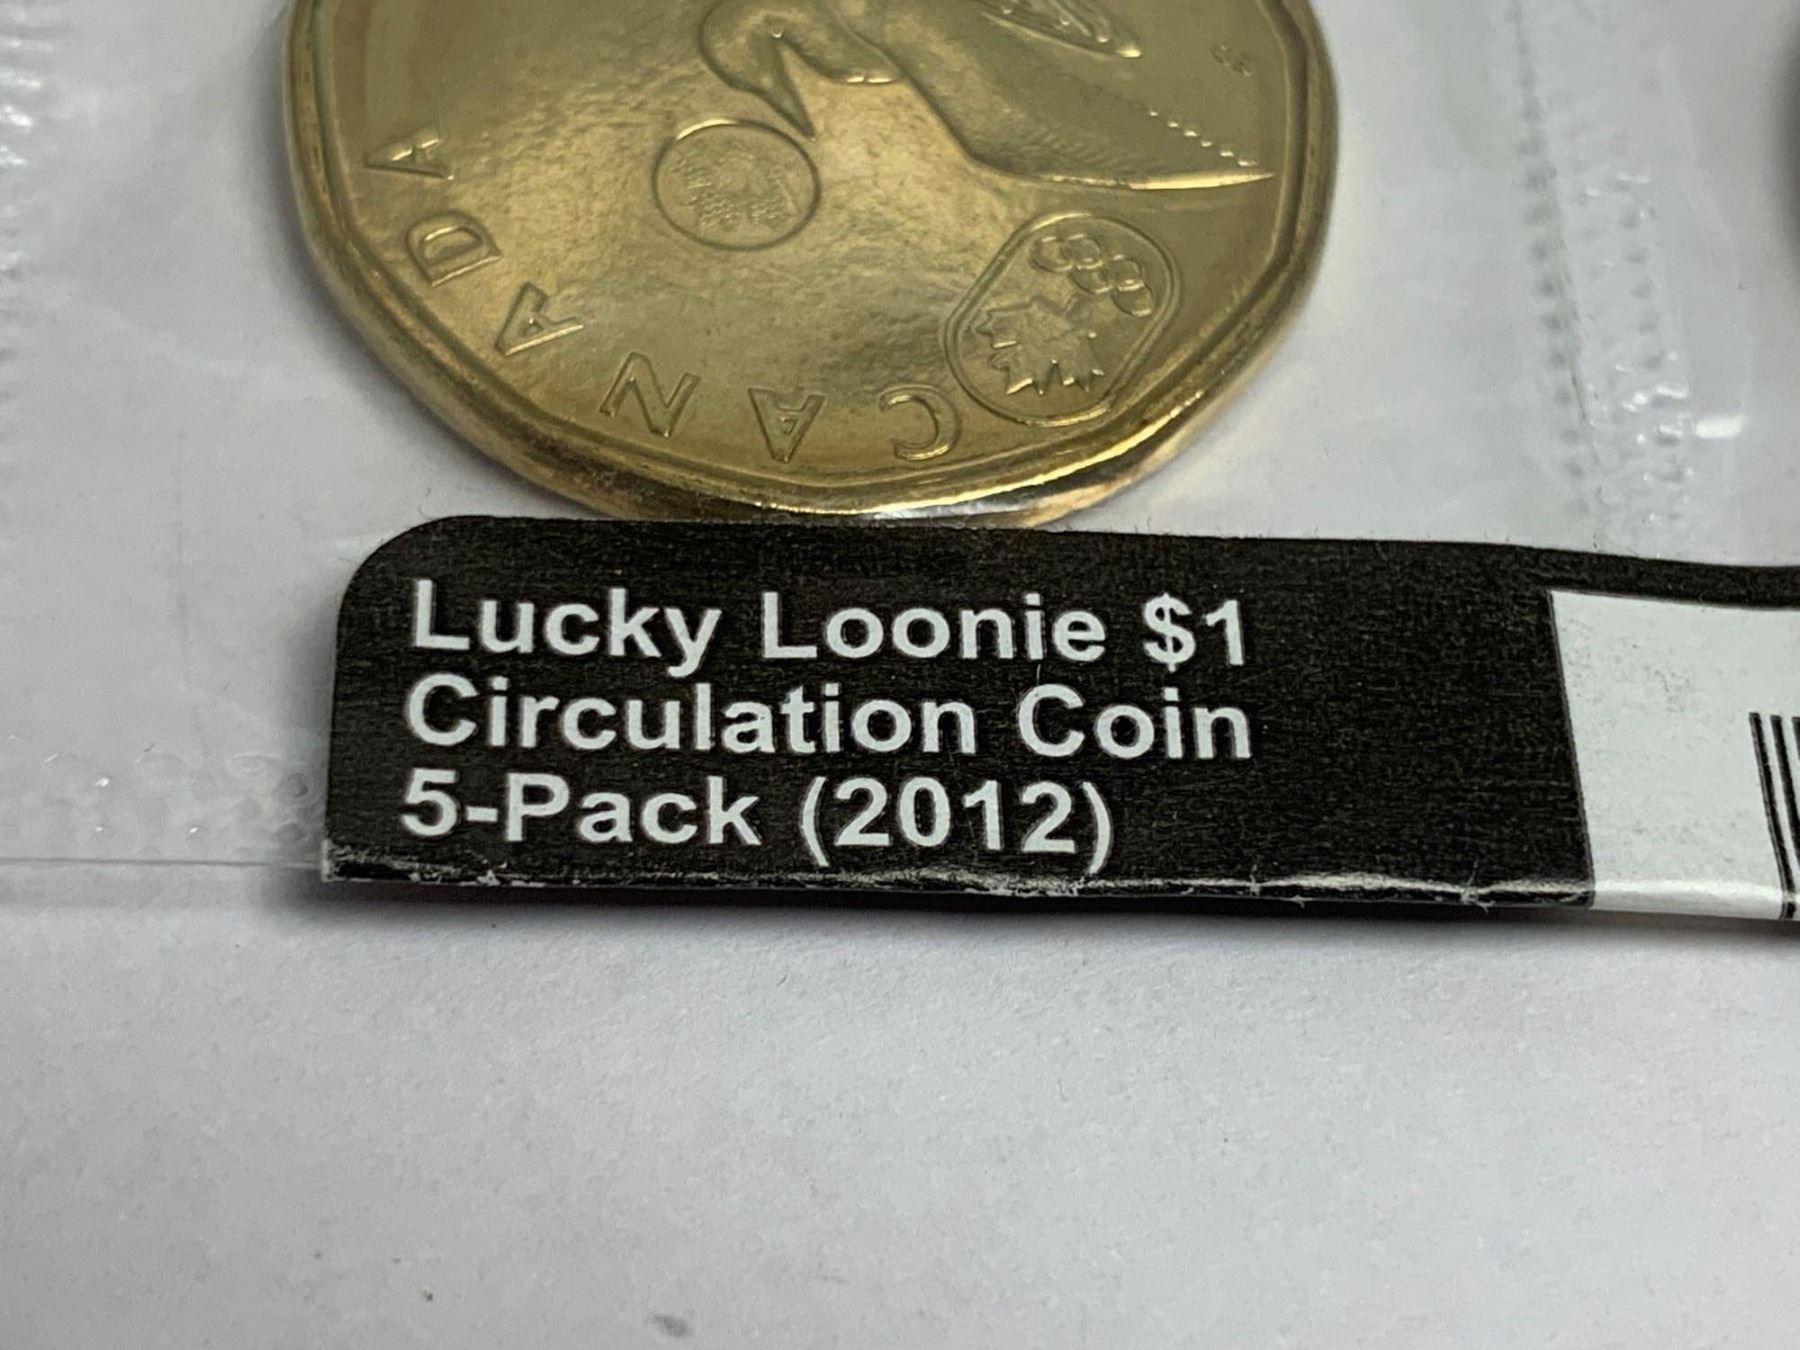 CANADA
Lucky Loonie $1
Circulation Coin
5-Pack (2012)